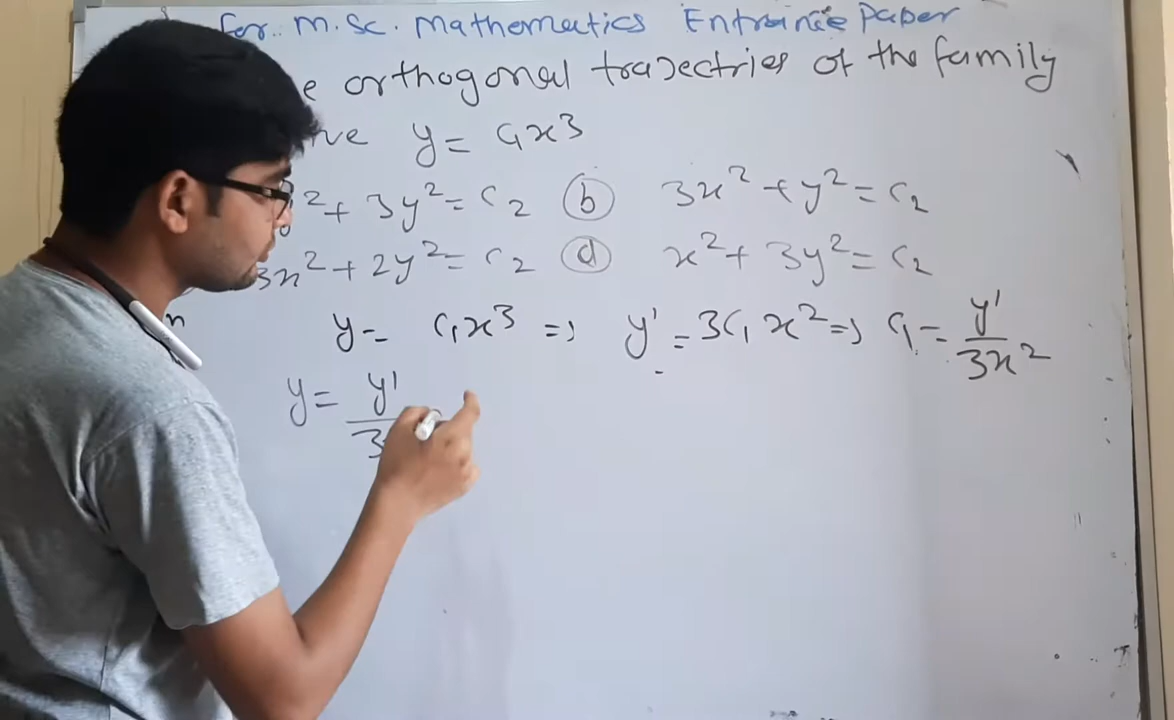 For M.Sc. Mathematics Entrance Paper
e orthogonal trajectries of the family
ve y = c₁x³
² + 3y² = c₂ (b) 3x² + y² = c₂
3x² + 2y² = c₂ (d) x² + 3y² = c₂
n y = c₁x³ => y' = 3c₁x² => c₁ = y'/3x²
y = y'/3